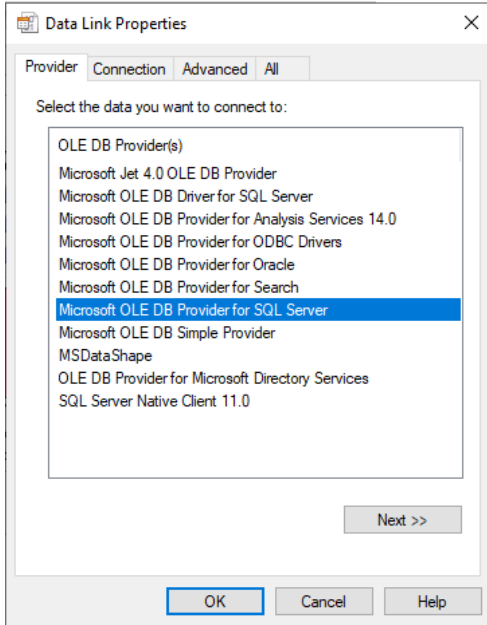 Data Link Properties
Provider Connection Advanced All
Select the data you want to connect to:
OLE DB Provider(s)
Microsoft Jet 4.0 OLE DB Provider
Microsoft OLE DB Driver for SQL Server
Microsoft OLE DB Provider for Analysis Services 14.0
Microsoft OLE DB Provider for ODBC Drivers
Microsoft OLE DB Provider for Oracle
Microsoft OLE DB Provider for Search
Microsoft OLE DB Provider for SQL Server
Microsoft OLE DB Simple Provider
MSDataShape
OLE DB Provider for Microsoft Directory Services
SQL Server Native Client 11.0
Next >>
OK Cancel Help